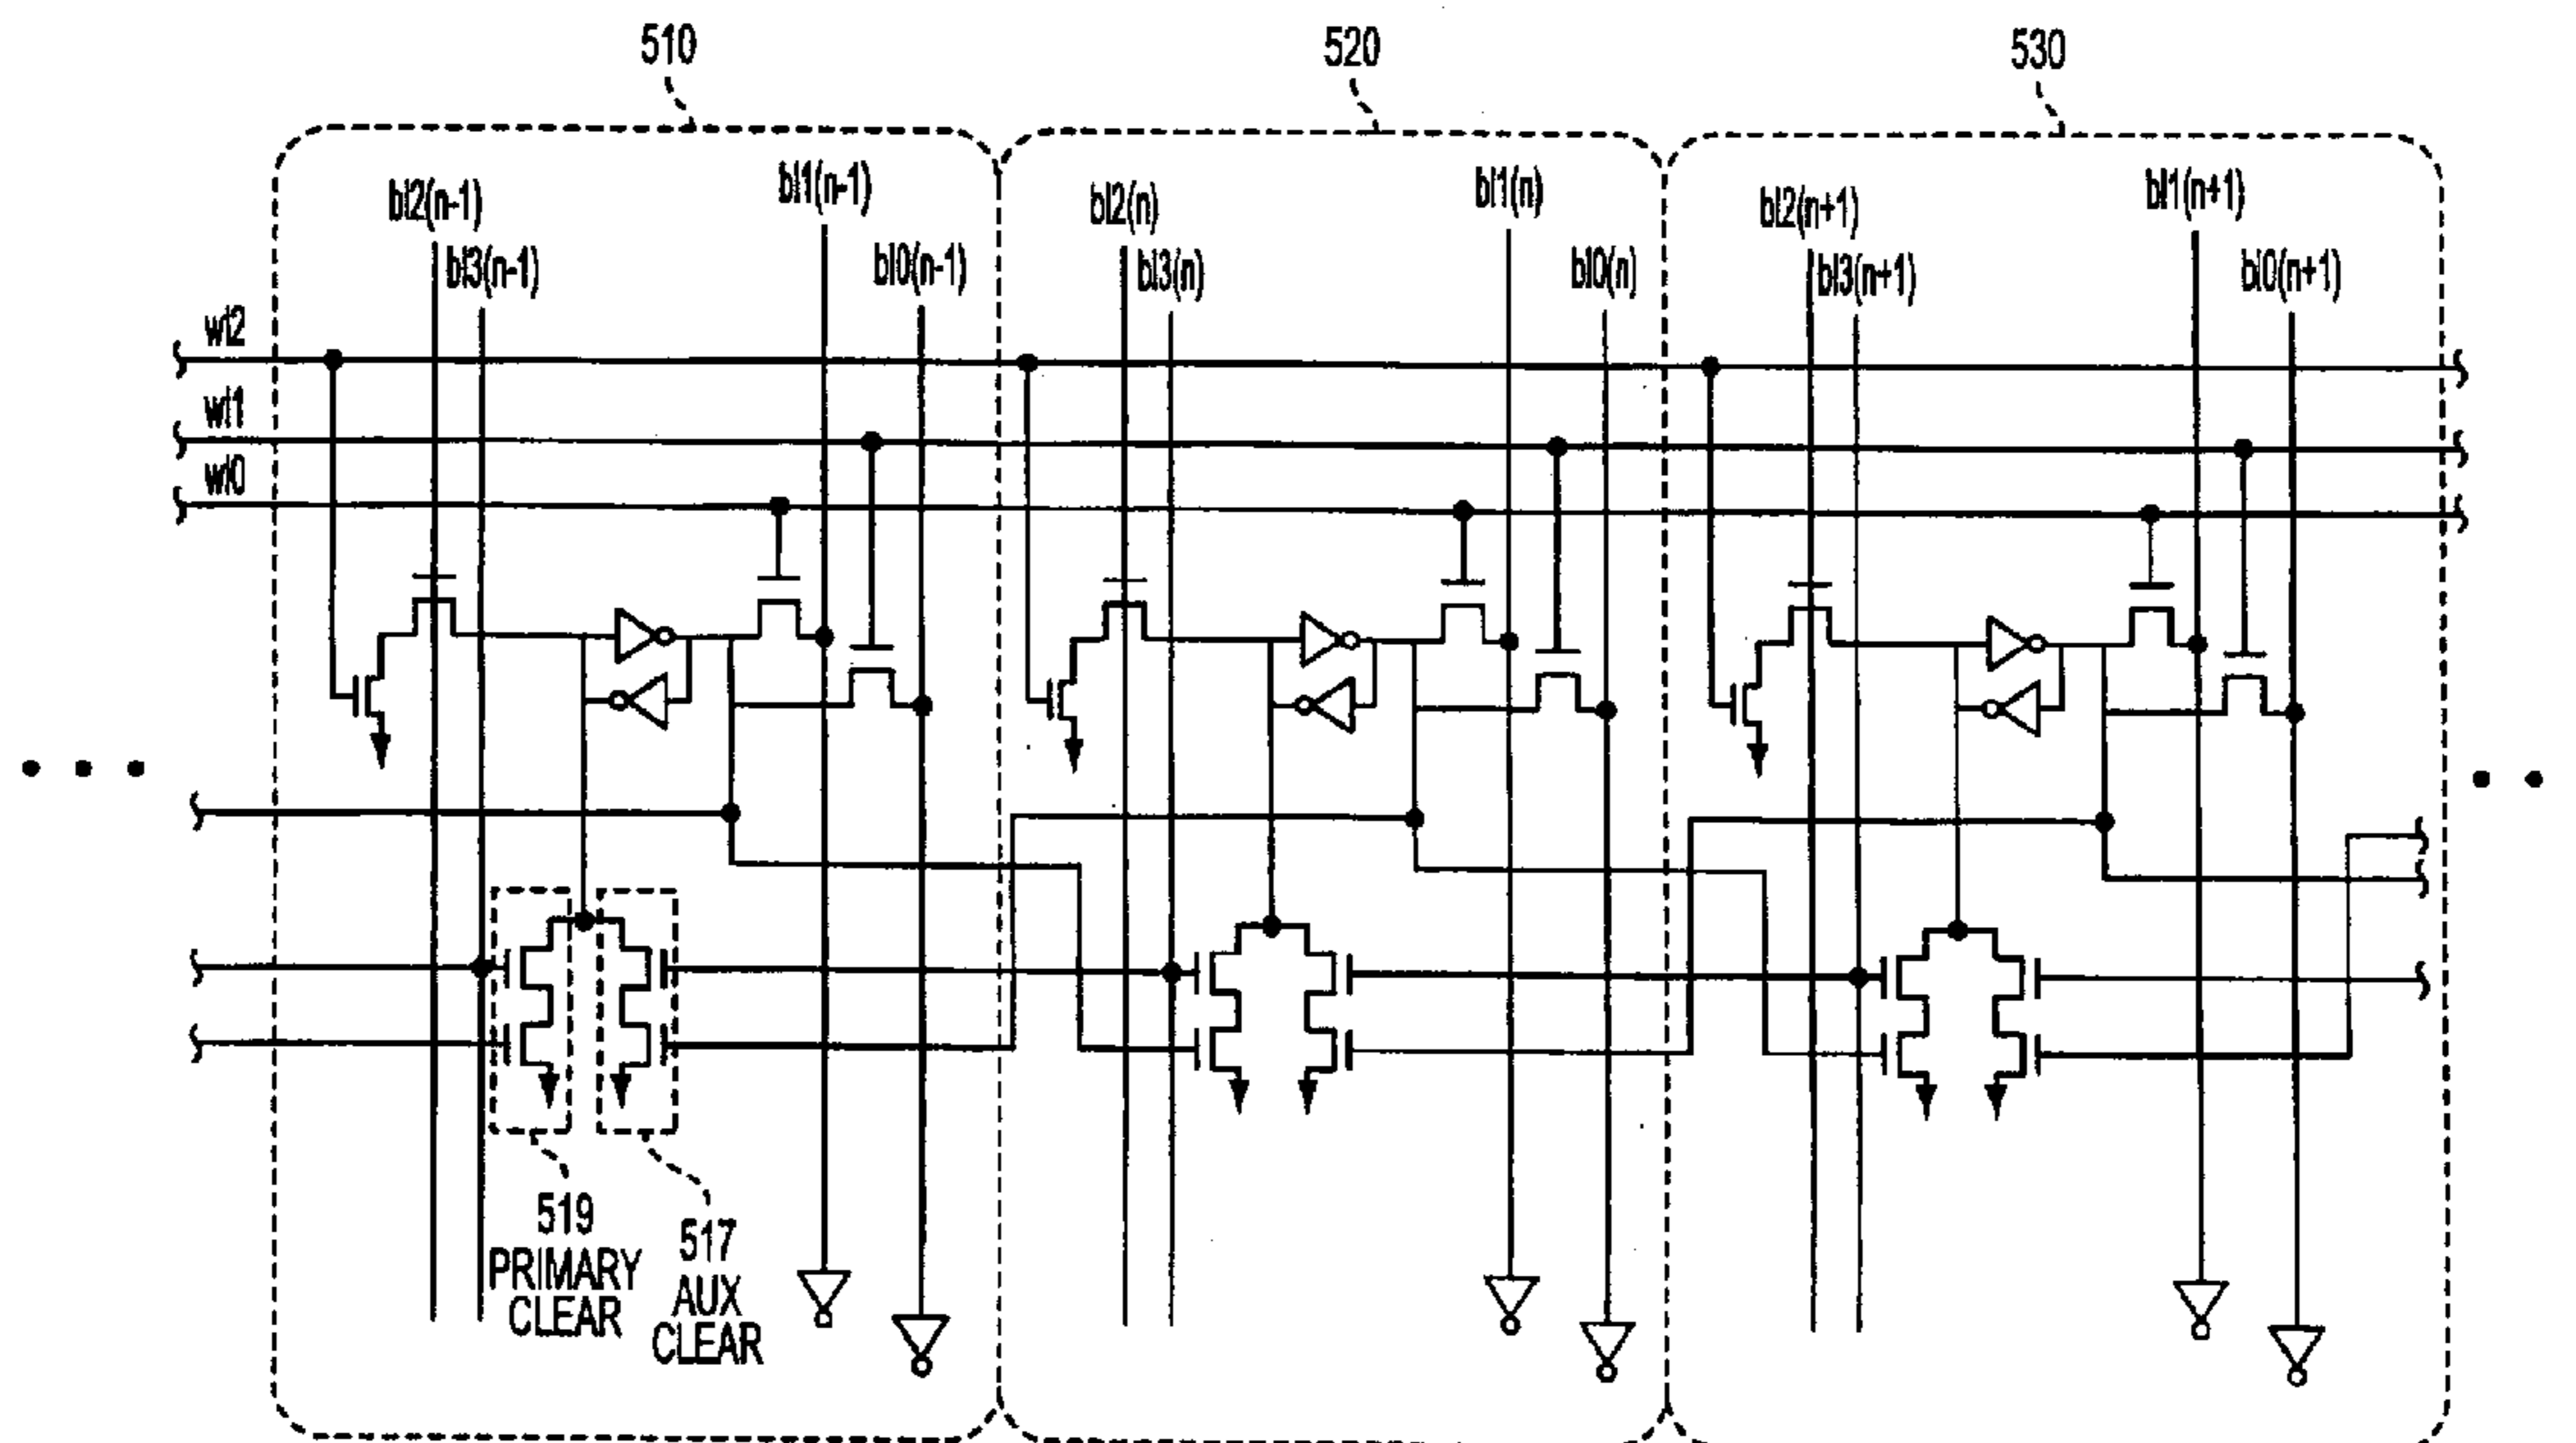 510
520
530
bl2(n-1)
bl1(n-1)
bl3(n-1)
bl0(n-1)
bl2(n)
bl1(n)
bl3(n)
bl0(n)
bl2(n+1)
bl1(n+1)
bl3(n+1)
bl0(n+1)
wl2
wl1
wl0
519
PRIMARY
CLEAR
517
AUX
CLEAR